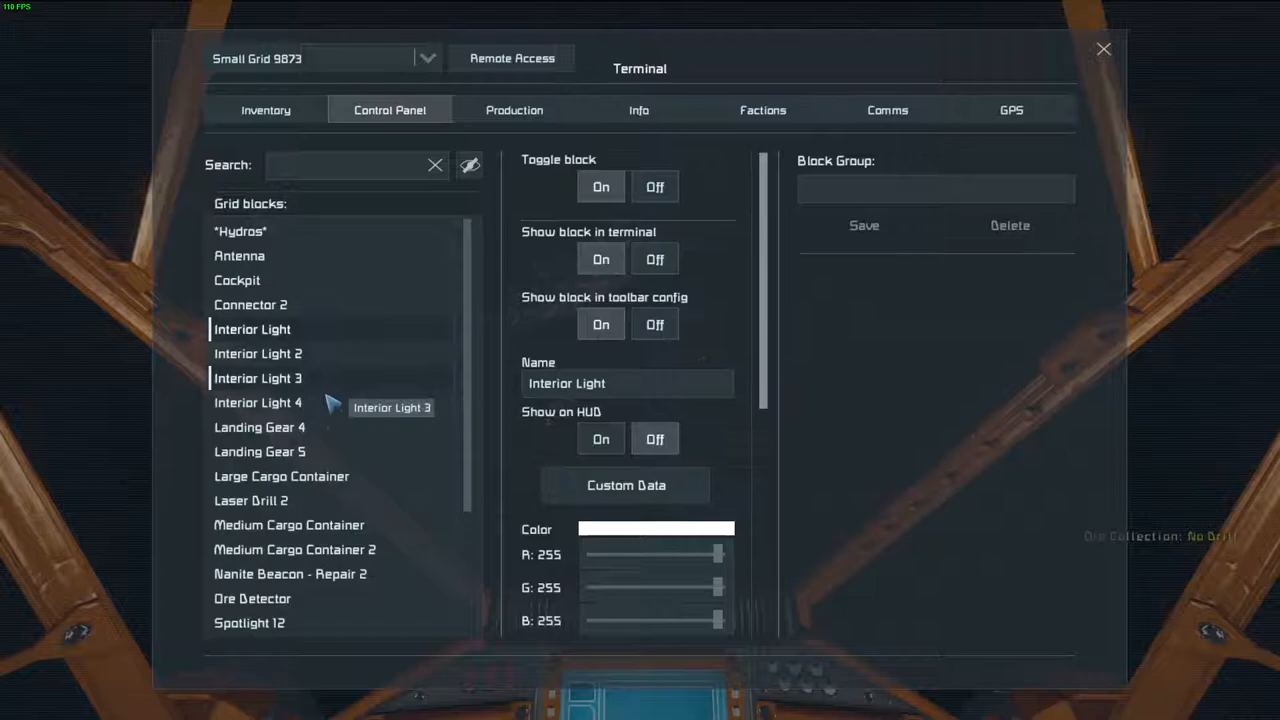 110 FPS
Small Grid 9873
Remote Access
Terminal
Inventory
Control Panel
Production
Info
Factions
Comms
GPS
Search:
Grid blocks:
*Hydros*
Antenna
Cockpit
Connector 2
Interior Light
Interior Light 2
Interior Light 3
Interior Light 4
Interior Light 3
Landing Gear 4
Landing Gear 5
Large Cargo Container
Laser Drill 2
Medium Cargo Container
Medium Cargo Container 2
Nanite Beacon - Repair 2
Ore Detector
Spotlight 12
Toggle block
On Off
Show block in terminal
On Off
Show block in toolbar config
On Off
Name
Interior Light
Show on HUD
On Off
Custom Data
Color
R: 255
G: 255
B: 255
Block Group:
Save Delete
Ore Collection: No Drill